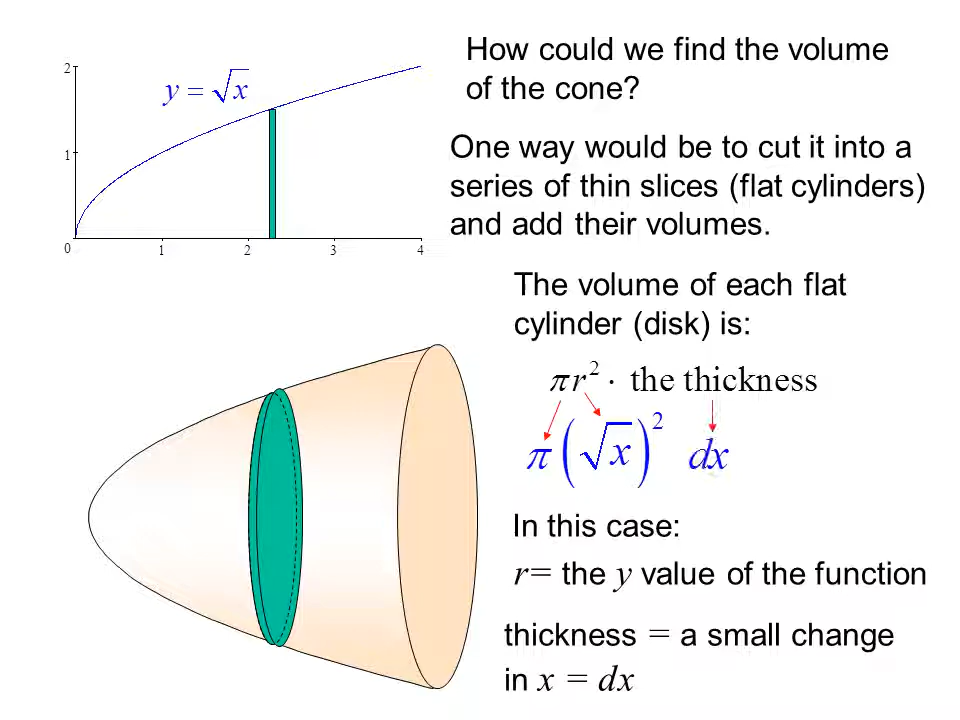 How could we find the volume
of the cone?
2
y = √x
1
0
1 2 3 4
One way would be to cut it into a
series of thin slices (flat cylinders)
and add their volumes.
The volume of each flat
cylinder (disk) is:
πr² · the thickness
π(√x)² dx
In this case:
r= the y value of the function
thickness = a small change
in x = dx